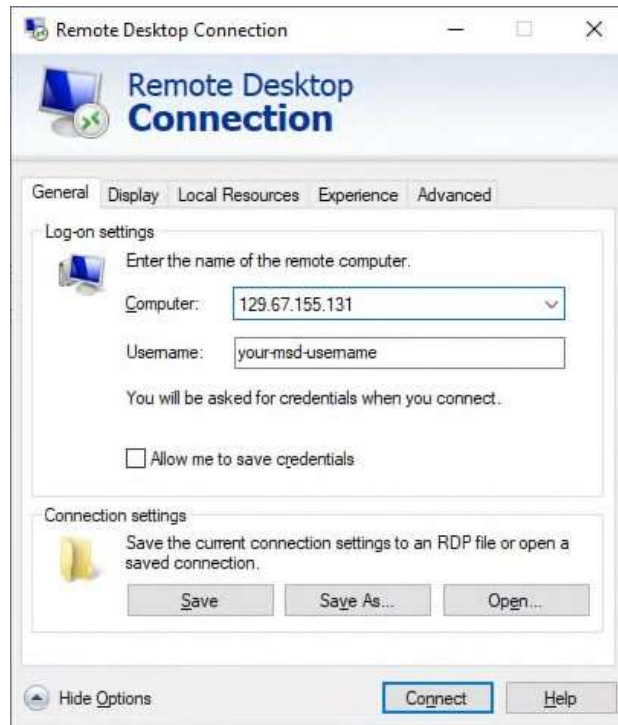 Remote Desktop Connection
Remote Desktop
Connection
General Display Local Resources Experience Advanced
Log-on settings
Enter the name of the remote computer.
Computer: 129.67.155.131
Username: your-msd-username
You will be asked for credentials when you connect.
Allow me to save credentials
Connection settings
Save the current connection settings to an RDP file or open a
saved connection.
Save Save As... Open...
Hide Options Connect Help